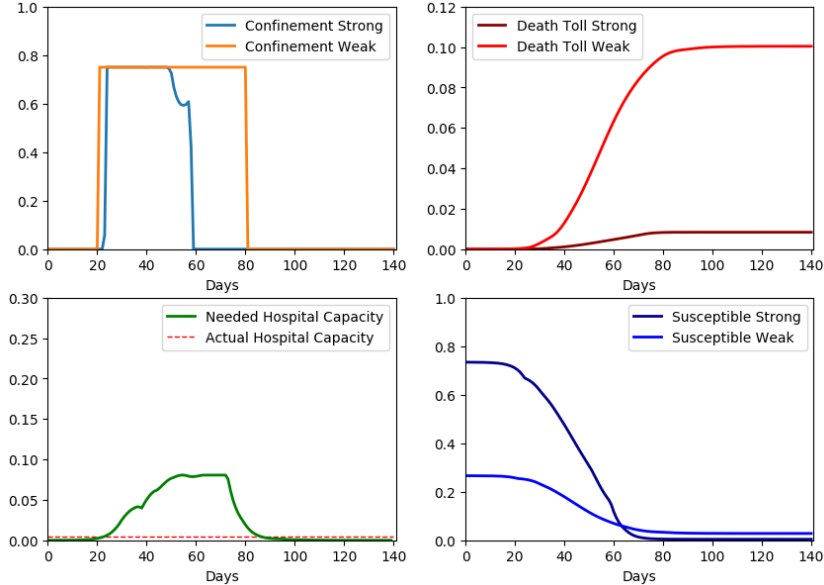 1.0
0.8
0.6
0.4
0.2
0.0
Confinement Strong
Confinement Weak
0 20 40 60 80 100 120 140
Days
0.12
0.10
0.08
0.06
0.04
0.02
0.00
Death Toll Strong
Death Toll Weak
0 20 40 60 80 100 120 140
Days
0.30
0.25
0.20
0.15
0.10
0.05
0.00
Needed Hospital Capacity
Actual Hospital Capacity
0 20 40 60 80 100 120 140
Days
1.0
0.8
0.6
0.4
0.2
0.0
Susceptible Strong
Susceptible Weak
0 20 40 60 80 100 120 140
Days